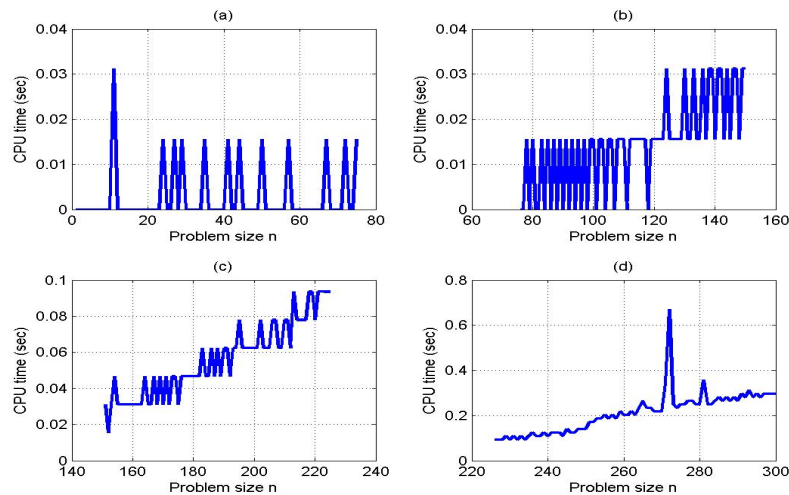 (a)
CPU time (sec)
0.04
0.03
0.02
0.01
0
0 20 40 60 80
Problem size n
(b)
CPU time (sec)
0.04
0.03
0.02
0.01
0
60 80 100 120 140 160
Problem size n
(c)
CPU time (sec)
0.1
0.08
0.06
0.04
0.02
0
140 160 180 200 220 240
Problem size n
(d)
CPU time (sec)
0.8
0.6
0.4
0.2
0
220 240 260 280 300
Problem size n